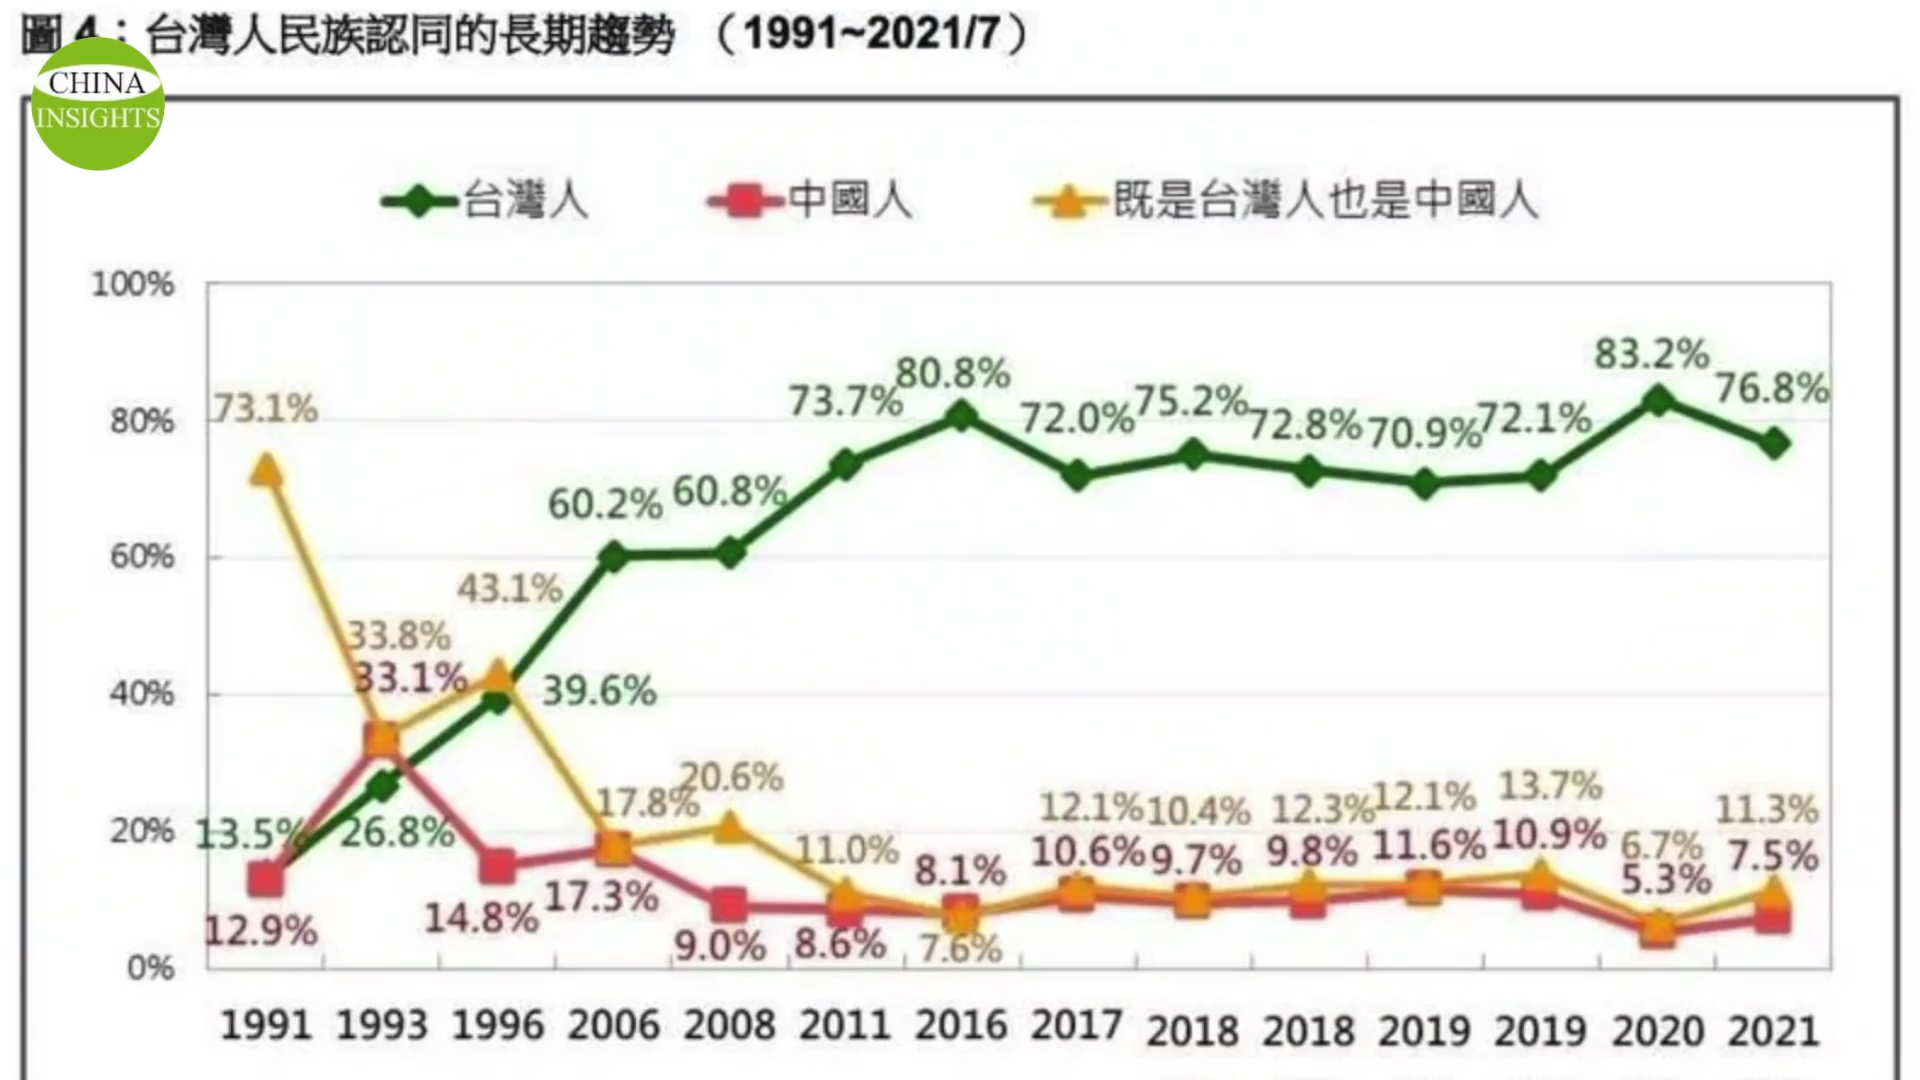 圖 4：台灣人民族認同的長期趨勢 （1991~2021/7）
CHINA
INSIGHTS
台灣人 中國人 既是台灣人也是中國人
100%
80%
60%
40%
20%
0%
73.1% 33.8% 43.1% 17.8% 20.6% 11.0% 7.6% 12.1% 10.4% 12.3% 12.1% 13.7% 6.7% 11.3%
13.5% 26.8% 39.6% 60.2% 60.8% 73.7% 80.8% 72.0% 75.2% 72.8% 70.9% 72.1% 83.2% 76.8%
12.9% 33.1% 14.8% 17.3% 9.0% 8.6% 8.1% 10.6% 9.7% 9.8% 11.6% 10.9% 5.3% 7.5%
1991 1993 1996 2006 2008 2011 2016 2017 2018 2018 2019 2019 2020 2021